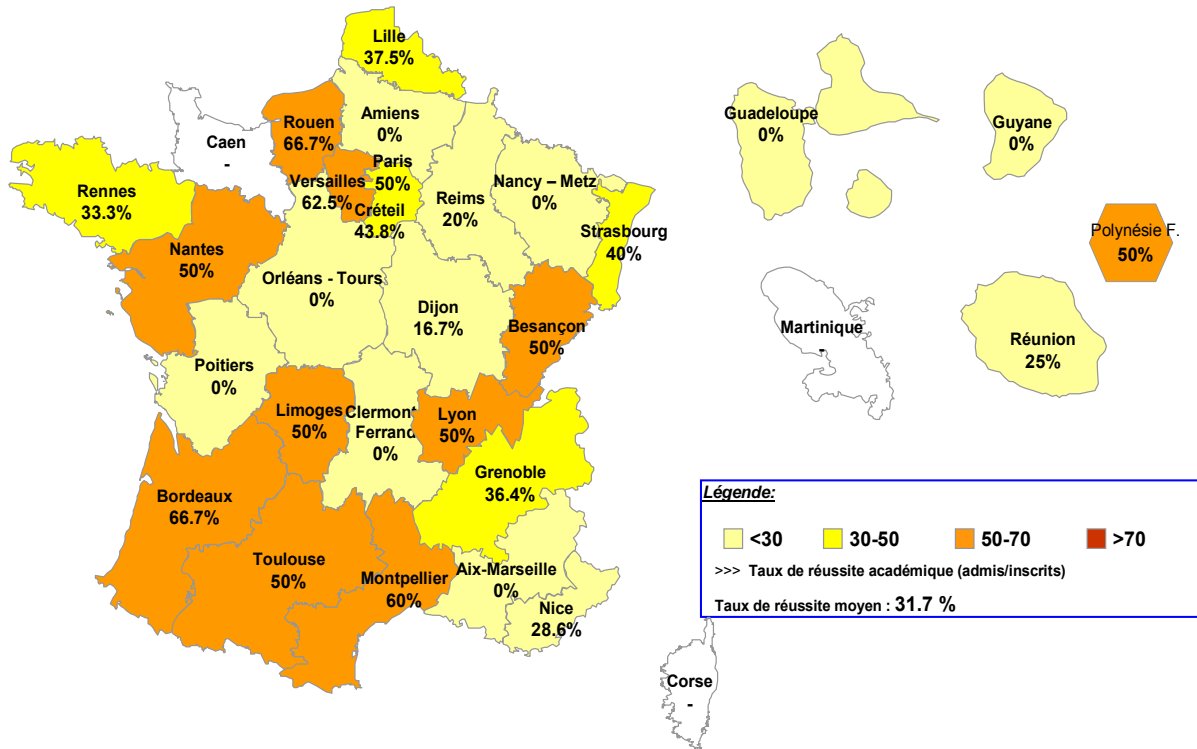 Lille
37.5%
Amiens
0%
Rouen
66.7%
Caen
-
Paris
50%
Versailles
62.5%
Créteil
43.8%
Reims
20%
Nancy – Metz
0%
Strasbourg
40%
Rennes
33.3%
Nantes
50%
Orléans - Tours
0%
Dijon
16.7%
Besançon
50%
Poitiers
0%
Limoges
50%
Clermont
Ferrand
0%
Lyon
50%
Grenoble
36.4%
Bordeaux
66.7%
Toulouse
50%
Montpellier
60%
Aix-Marseille
0%
Nice
28.6%
Corse
-
Guadeloupe
0%
Guyane
0%
Polynésie F.
50%
Martinique
-
Réunion
25%
Légende:
<30 30-50 50-70 >70
>>> Taux de réussite académique (admis/inscrits)
Taux de réussite moyen : 31.7 %